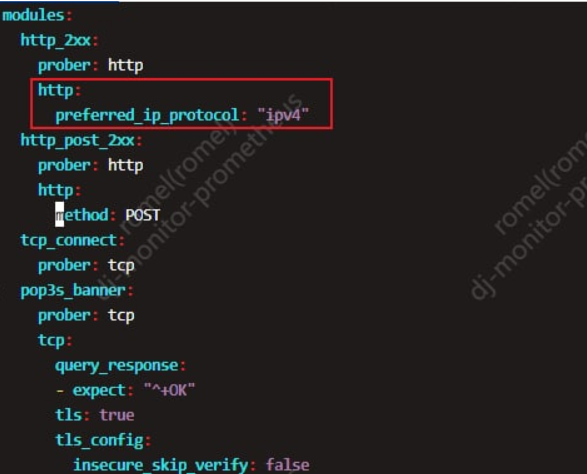 modules:
  http_2xx:
    prober: http
    http:
      preferred_ip_protocol: "ipv4"
  http_post_2xx:
    prober: http
    http:
      method: POST
  tcp_connect:
    prober: tcp
  pop3s_banner:
    prober: tcp
    tcp:
      query_response:
      - expect: "^+OK"
      tls: true
      tls_config:
        insecure_skip_verify: false
romel(romel)
dj-monitor-prometheus
romel(rom
dj-monitor-p